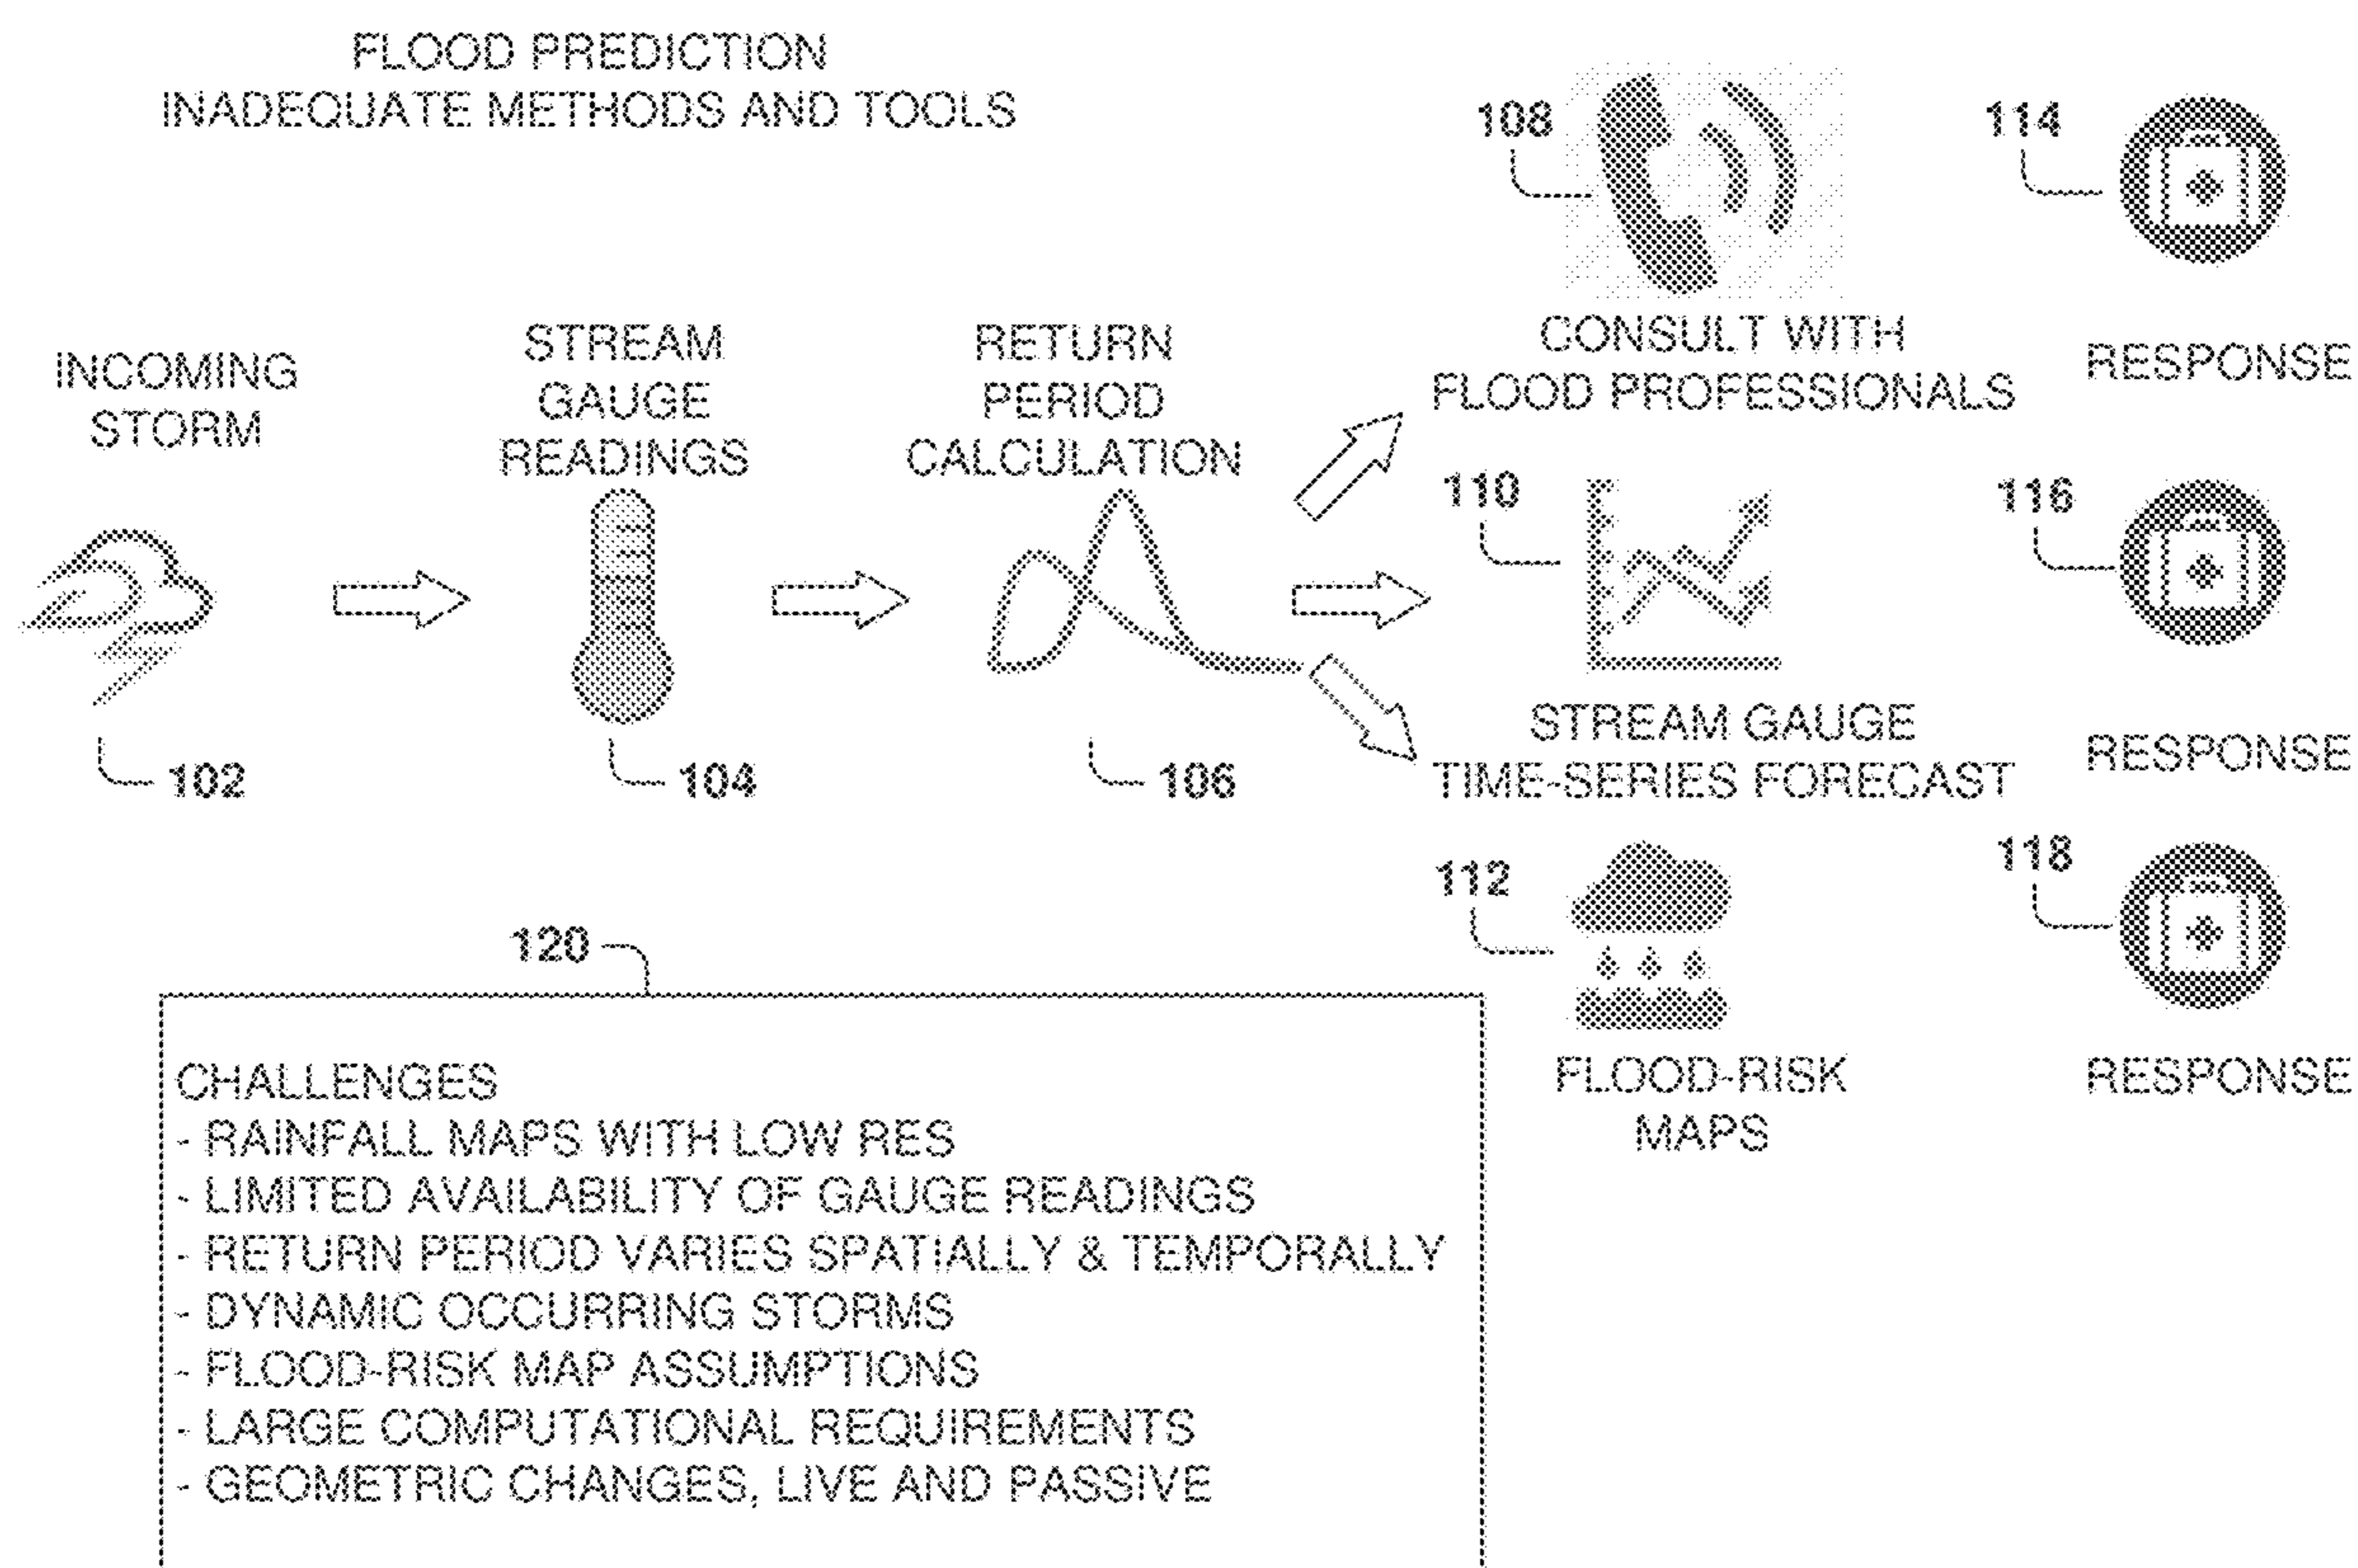 FLOOD PREDICTION
INADEQUATE METHODS AND TOOLS
INCOMING
STORM
102
STREAM
GAUGE
READINGS
104
RETURN
PERIOD
CALCULATION
106
108
CONSULT WITH
FLOOD PROFESSIONALS
114
RESPONSE
110
STREAM GAUGE
TIME-SERIES FORECAST
116
RESPONSE
112
FLOOD-RISK
MAPS
118
RESPONSE
120
CHALLENGES
- RAINFALL MAPS WITH LOW RES
- LIMITED AVAILABILITY OF GAUGE READINGS
- RETURN PERIOD VARIES SPATIALLY & TEMPORALLY
- DYNAMIC OCCURRING STORMS
- FLOOD-RISK MAP ASSUMPTIONS
- LARGE COMPUTATIONAL REQUIREMENTS
- GEOMETRIC CHANGES, LIVE AND PASSIVE